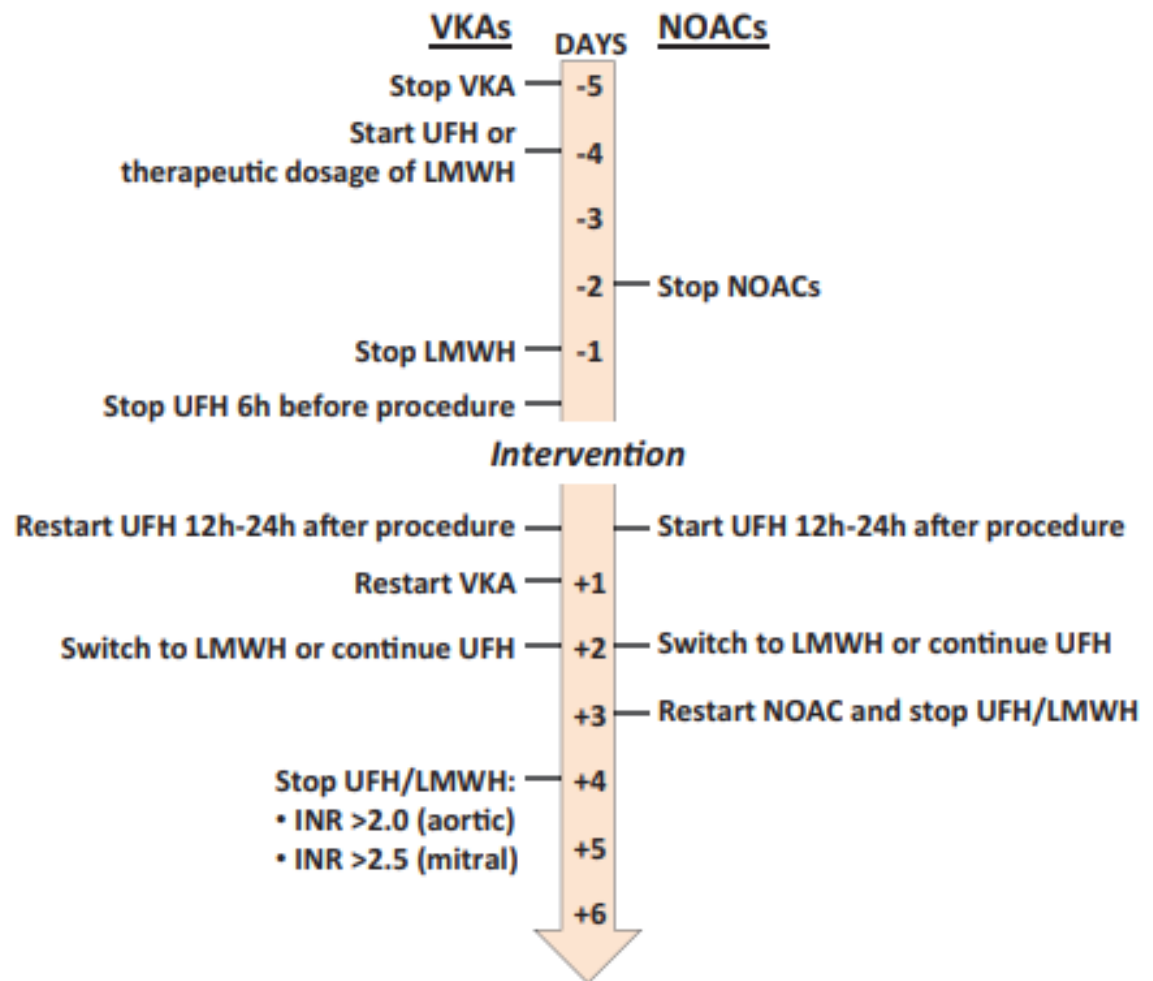 VKAs DAYS NOACs
Stop VKA -5
Start UFH or
therapeutic dosage of LMWH
-4
-3
-2 Stop NOACs
Stop LMWH -1
Stop UFH 6h before procedure
Intervention
Restart UFH 12h-24h after procedure Start UFH 12h-24h after procedure
Restart VKA +1
Switch to LMWH or continue UFH +2 Switch to LMWH or continue UFH
+3 Restart NOAC and stop UFH/LMWH
Stop UFH/LMWH: +4
• INR >2.0 (aortic)
+5
• INR >2.5 (mitral)
+6